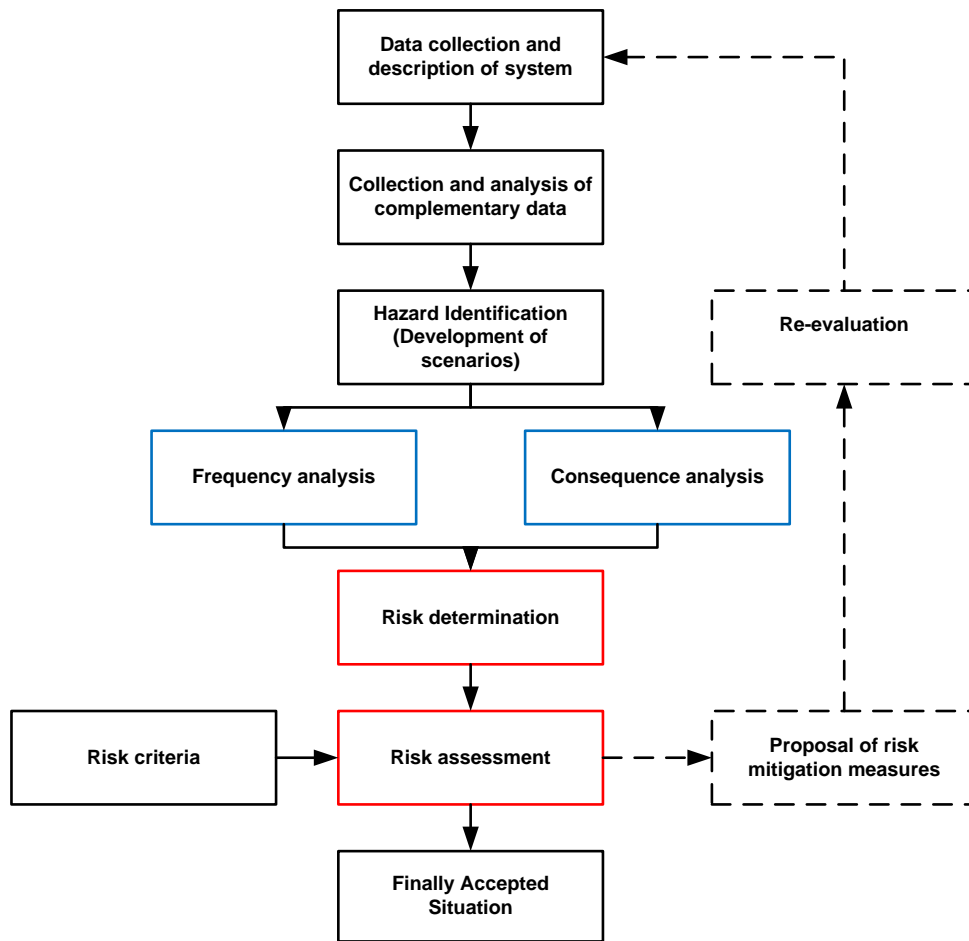 Data collection and
description of system
Collection and analysis of
complementary data
Hazard Identification
(Development of
scenarios)
Re-evaluation
Frequency analysis
Consequence analysis
Risk determination
Risk criteria
Risk assessment
Proposal of risk
mitigation measures
Finally Accepted
Situation